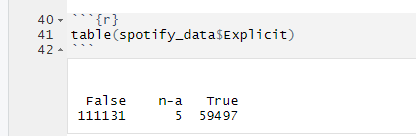 40 ```{r}
41 table(spotify_data$Explicit)
42 ```
False n-a True
111131 5 59497